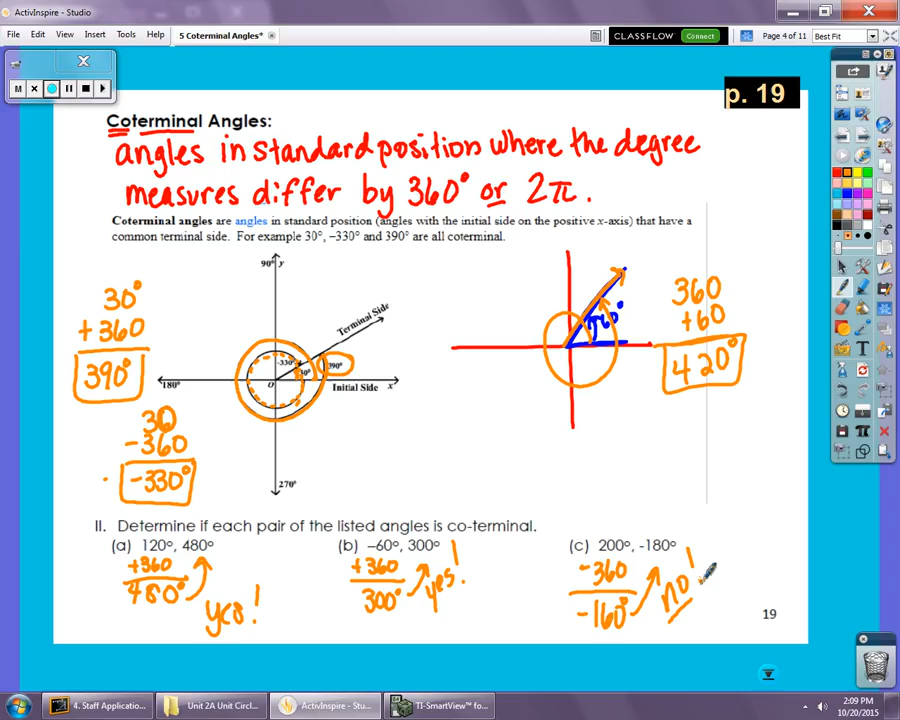 ActivInspire - Studio
File Edit View Insert Tools Help
5 Coterminal Angles*
CLASSFLOW Connect
Page 4 of 11
Best Fit
M
p. 19
Coterminal Angles:
angles in standard position where the degree
measures differ by 360° or 2π.
Coterminal angles are angles in standard position (angles with the initial side on the positive x-axis) that have a
common terminal side. For example 30°, –330° and 390° are all coterminal.
30°
+360
390°
30
-360
-330°
90° y
Terminal Side
-330°
30°
390°
180°
O
Initial Side x
270°
60°
360
+60
420°
II. Determine if each pair of the listed angles is co-terminal.
(a) 120°, 480°
+360
480°
yes!
(b) –60°, 300°
+360
300°
yes!
(c) 200°, -180°
-360
-160°
no!
19
4. Staff Applicatio...
Unit 2A Unit Circl...
ActivInspire - Studio
TI-SmartView™ fo...
2:09 PM
10/20/2015